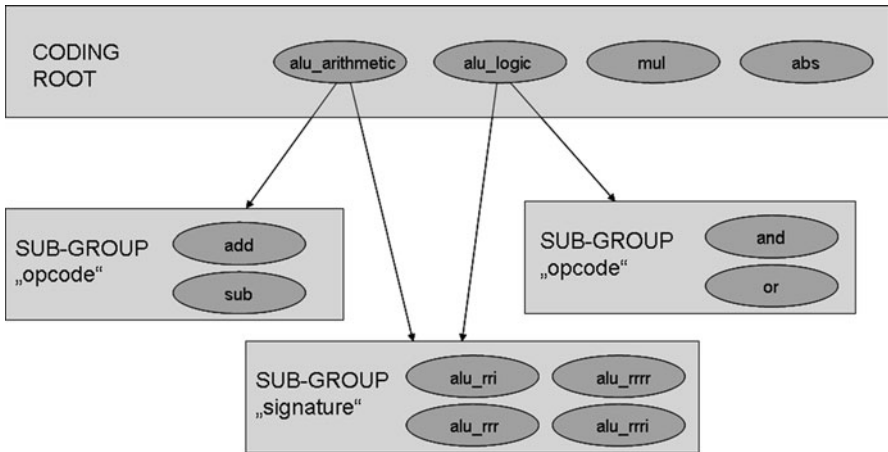 CODING
ROOT
alu_arithmetic
alu_logic
mul
abs
SUB-GROUP
„opcode“
add
sub
SUB-GROUP
„opcode“
and
or
SUB-GROUP
„signature“
alu_rri
alu_rrrr
alu_rrr
alu_rrri